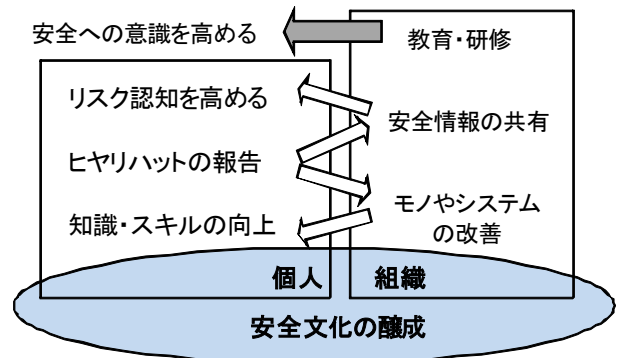 安全への意識を高める
教育・研修
リスク認知を高める
安全情報の共有
ヒヤリハットの報告
モノやシステム
の改善
知識・スキルの向上
個人
組織
安全文化の醸成